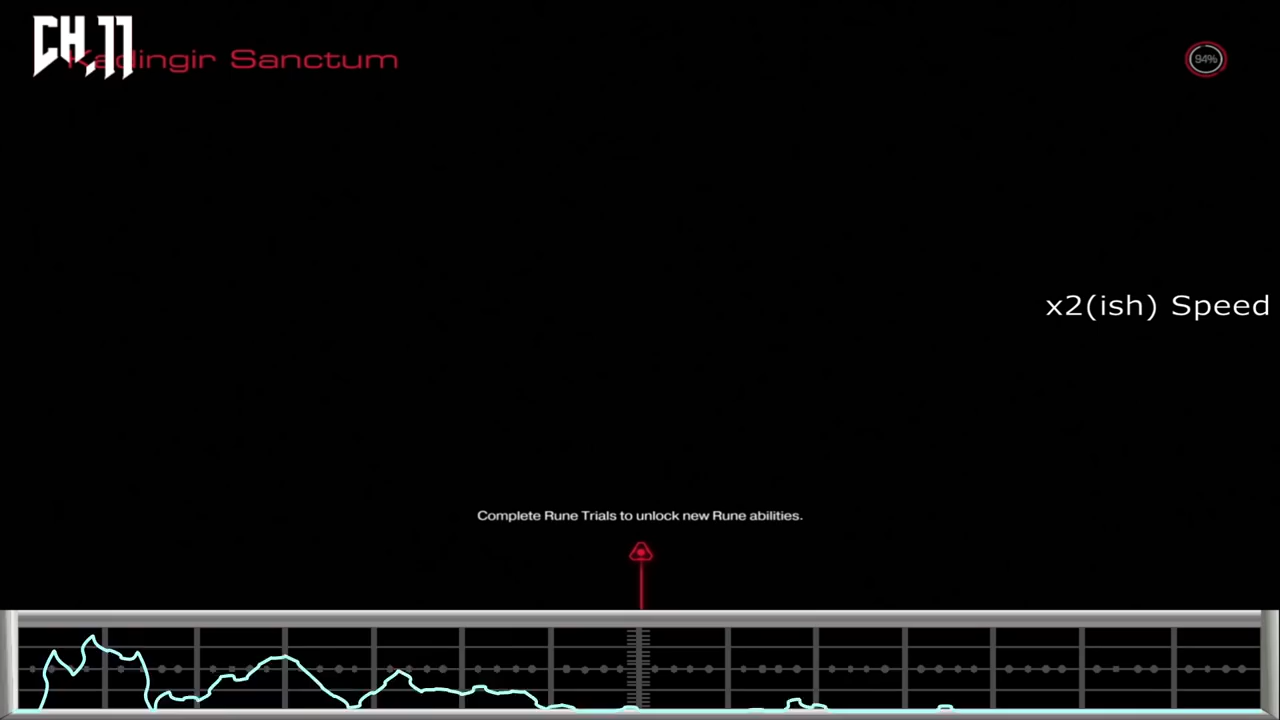 CH.11
Kadingir Sanctum
94%
x2(ish) Speed
Complete Rune Trials to unlock new Rune abilities.